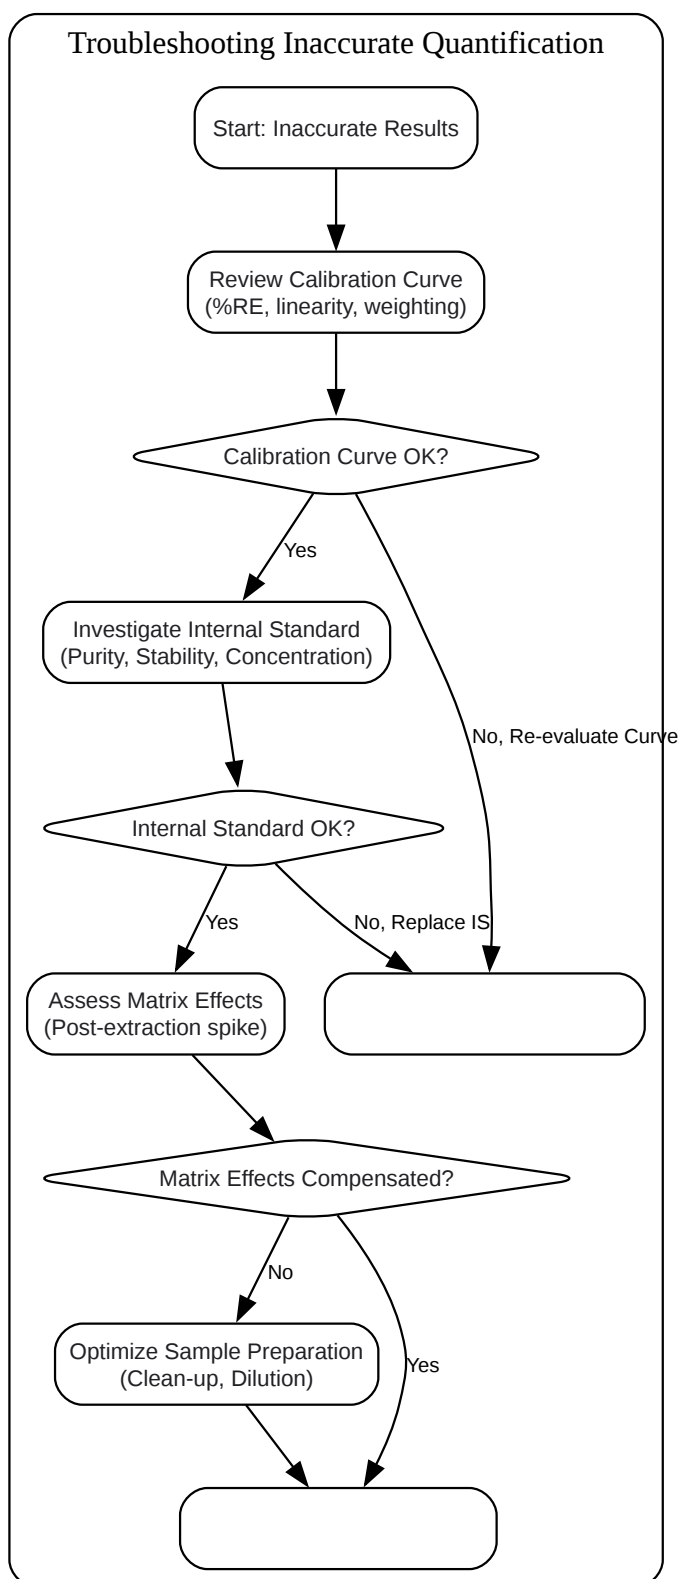 Troubleshooting Inaccurate Quantification
Start: Inaccurate Results
Review Calibration Curve
(%RE, linearity, weighting)
Calibration Curve OK?
Yes
Investigate Internal Standard
(Purity, Stability, Concentration)
No, Re-evaluate Curve
Internal Standard OK?
Yes
No, Replace IS
Assess Matrix Effects
(Post-extraction spike)
Matrix Effects Compensated?
No
Optimize Sample Preparation
(Clean-up, Dilution)
Yes